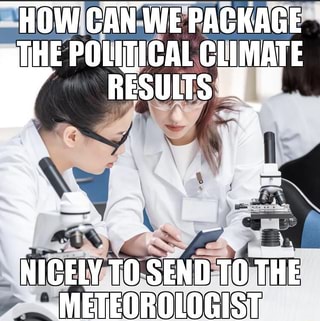 HOW CAN WE PACKAGE
THE POLITICAL CLIMATE
RESULTS
NICELY TO SEND TO THE
METEOROLOGIST